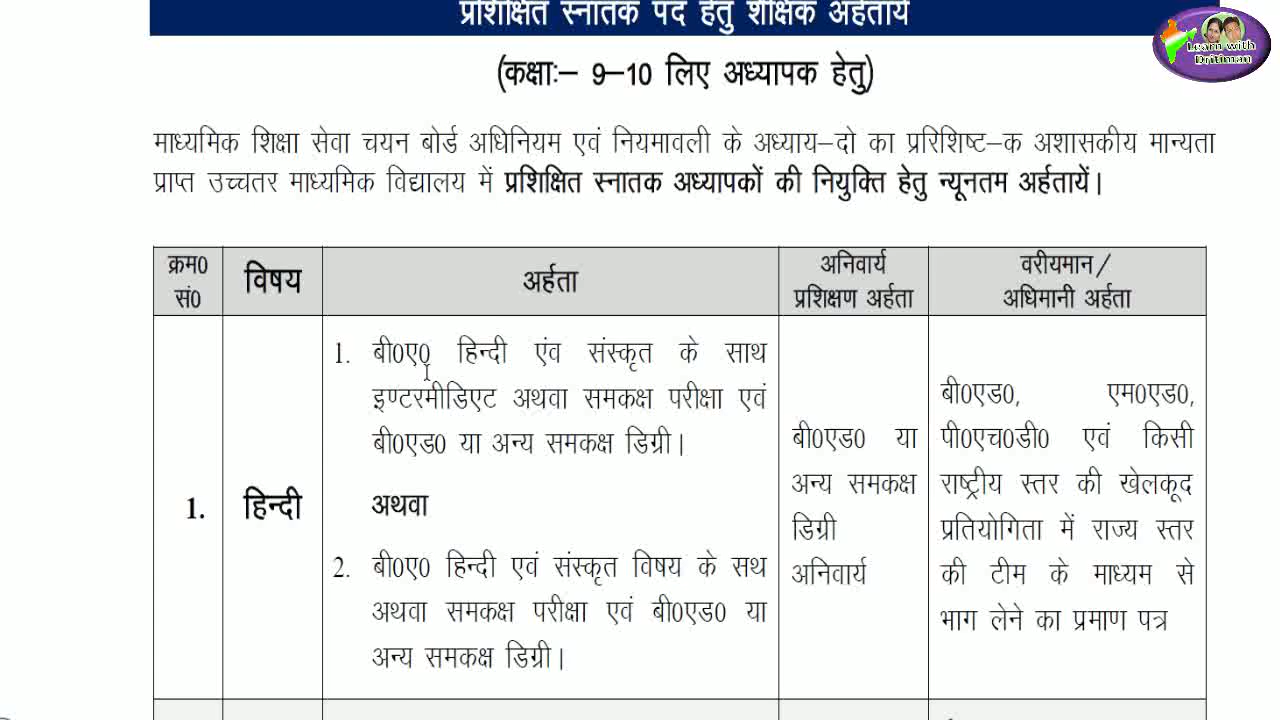 प्रशिक्षित स्नातक पद हेतु शैक्षिक अर्हतायें
Learn with
Dritiman
(कक्षाः– 9–10 लिए अध्यापक हेतु)
माध्यमिक शिक्षा सेवा चयन बोर्ड अधिनियम एवं नियमावली के अध्याय–दो का प्ररिशिष्ट–क अशासकीय मान्यता
प्राप्त उच्चतर माध्यमिक विद्यालय में प्रशिक्षित स्नातक अध्यापकों की नियुक्ति हेतु न्यूनतम अर्हतायें।
क्रम0
सं0
विषय
अर्हता
अनिवार्य
प्रशिक्षण अर्हता
वरीयमान/
अधिमानी अर्हता
1.
हिन्दी
1. बी0ए0 हिन्दी एंव संस्कृत के साथ
इण्टरमीडिएट अथवा समकक्ष परीक्षा एवं
बी0एड0 या अन्य समकक्ष डिग्री।
अथवा
2. बी0ए0 हिन्दी एवं संस्कृत विषय के सथ
अथवा समकक्ष परीक्षा एवं बी0एड0 या
अन्य समकक्ष डिग्री।
बी0एड0 या
अन्य समकक्ष
डिग्री
अनिवार्य
बी0एड0, एम0एड0,
पी0एच0डी0 एवं किसी
राष्ट्रीय स्तर की खेलकूद
प्रतियोगिता में राज्य स्तर
की टीम के माध्यम से
भाग लेने का प्रमाण पत्र